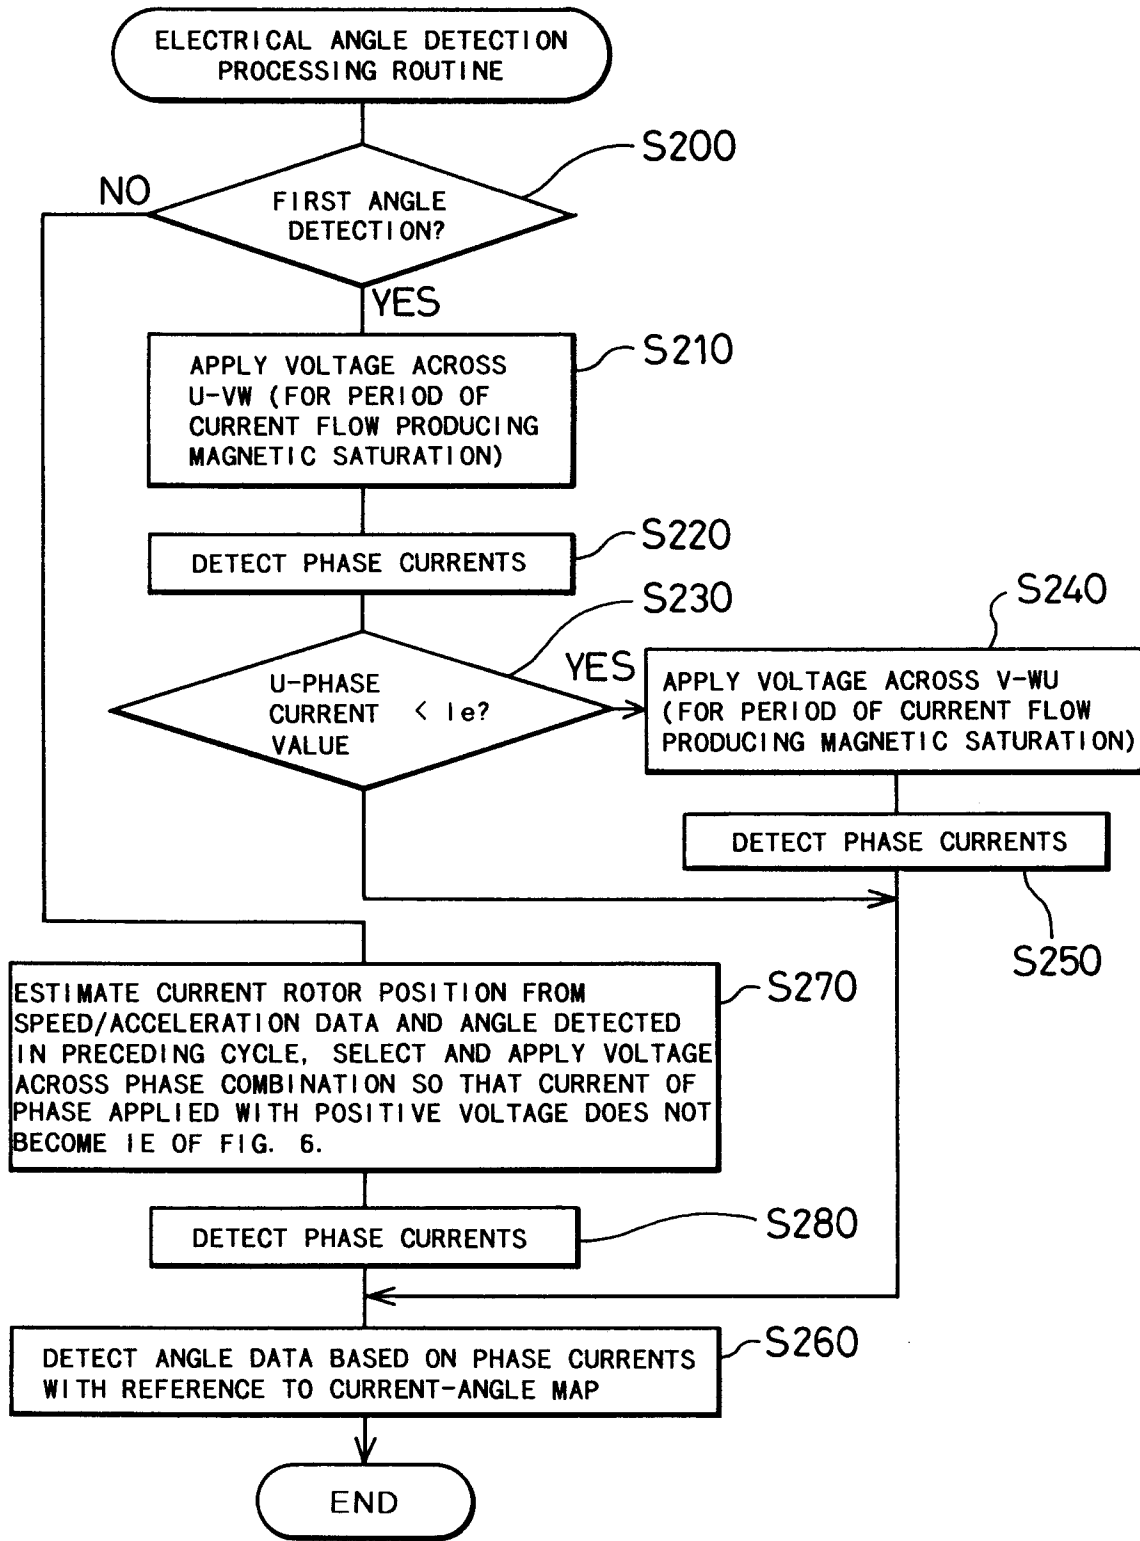 ELECTRICAL ANGLE DETECTION
PROCESSING ROUTINE
S200
NO
FIRST ANGLE
DETECTION?
YES
S210
APPLY VOLTAGE ACROSS
U-VW (FOR PERIOD OF
CURRENT FLOW PRODUCING
MAGNETIC SATURATION)
S220
DETECT PHASE CURRENTS
S230
U-PHASE
CURRENT < Ie?
VALUE
YES
S240
APPLY VOLTAGE ACROSS V-WU
(FOR PERIOD OF CURRENT FLOW
PRODUCING MAGNETIC SATURATION)
DETECT PHASE CURRENTS
S250
S270
ESTIMATE CURRENT ROTOR POSITION FROM
SPEED/ACCELERATION DATA AND ANGLE DETECTED
IN PRECEDING CYCLE, SELECT AND APPLY VOLTAGE
ACROSS PHASE COMBINATION SO THAT CURRENT OF
PHASE APPLIED WITH POSITIVE VOLTAGE DOES NOT
BECOME IE OF FIG. 6.
S280
DETECT PHASE CURRENTS
S260
DETECT ANGLE DATA BASED ON PHASE CURRENTS
WITH REFERENCE TO CURRENT-ANGLE MAP
END